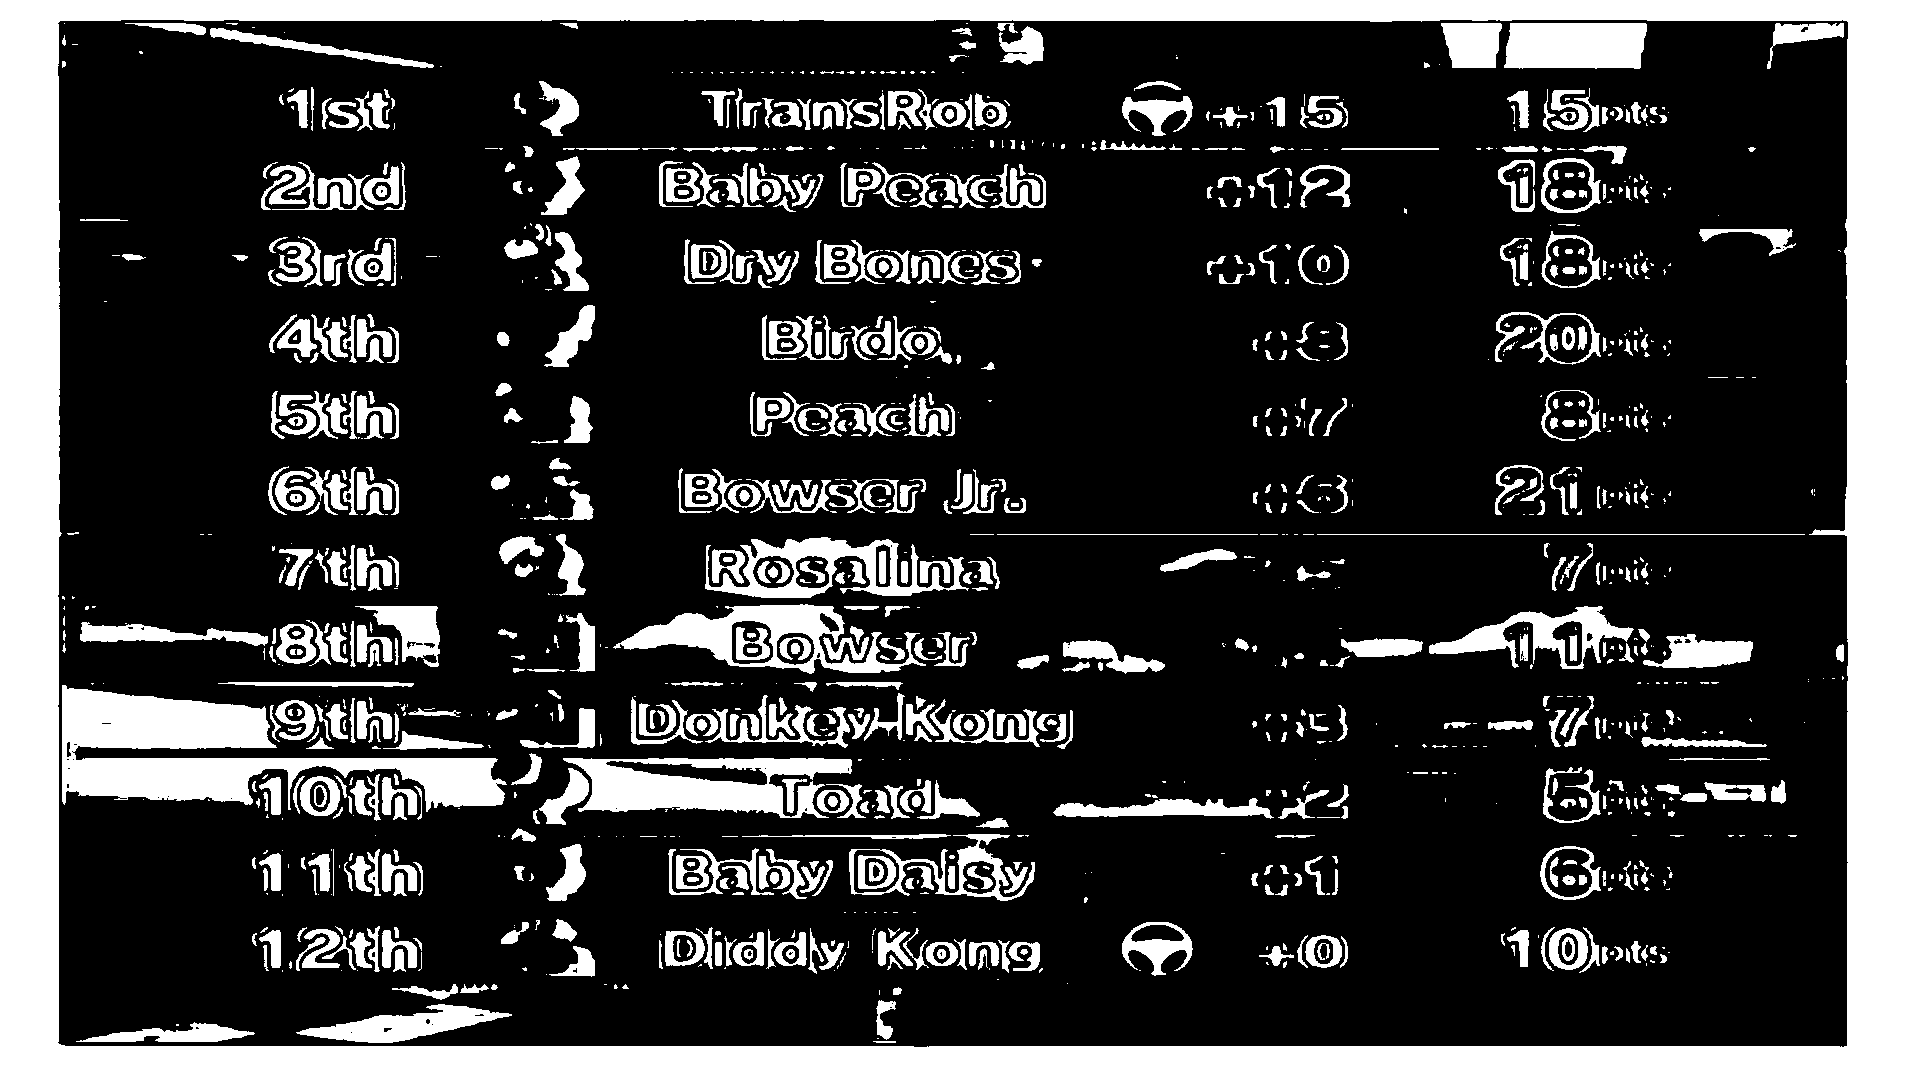 1st TransRob +15 15pts
2nd Baby Peach +12 18pts
3rd Dry Bones +10 18pts
4th Birdo +8 20pts
5th Peach +7 8pts
6th Bowser Jr. +6 21pts
7th Rosalina 7pts
8th Bowser 11pts
9th Donkey Kong +3 7pts
10th Toad +2 5pts
11th Baby Daisy +1 6pts
12th Diddy Kong +0 10pts